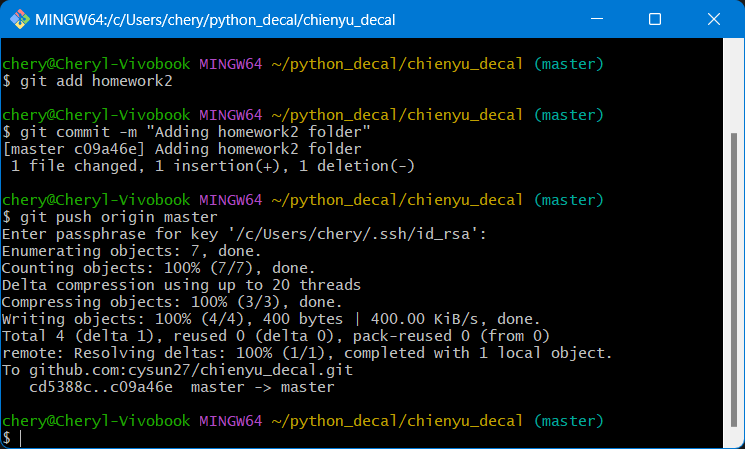 MINGW64:/c/Users/chery/python_decal/chienyu_decal
chery@Cheryl-Vivobook MINGW64 ~/python_decal/chienyu_decal (master)
$ git add homework2
chery@Cheryl-Vivobook MINGW64 ~/python_decal/chienyu_decal (master)
$ git commit -m "Adding homework2 folder"
[master c09a46e] Adding homework2 folder
 1 file changed, 1 insertion(+), 1 deletion(-)
chery@Cheryl-Vivobook MINGW64 ~/python_decal/chienyu_decal (master)
$ git push origin master
Enter passphrase for key '/c/Users/chery/.ssh/id_rsa':
Enumerating objects: 7, done.
Counting objects: 100% (7/7), done.
Delta compression using up to 20 threads
Compressing objects: 100% (3/3), done.
Writing objects: 100% (4/4), 400 bytes | 400.00 KiB/s, done.
Total 4 (delta 1), reused 0 (delta 0), pack-reused 0 (from 0)
remote: Resolving deltas: 100% (1/1), completed with 1 local object.
To github.com:cysun27/chienyu_decal.git
   cd5388c..c09a46e  master -> master
chery@Cheryl-Vivobook MINGW64 ~/python_decal/chienyu_decal (master)
$